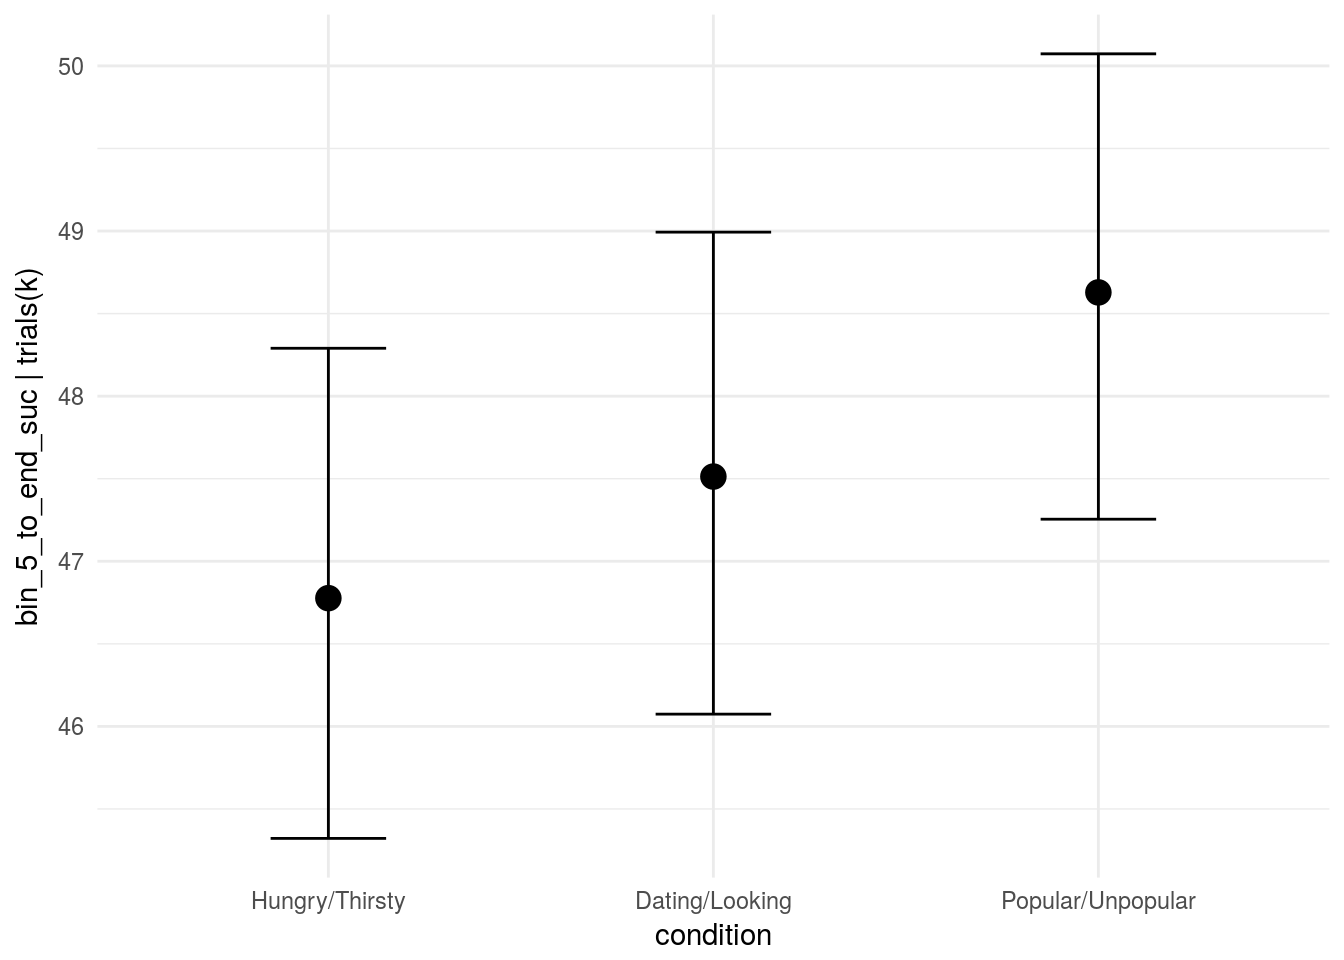 bin_5_to_end_suc | trials(k)
50
49
48
47
46
Hungry/Thirsty
Dating/Looking
Popular/Unpopular
condition